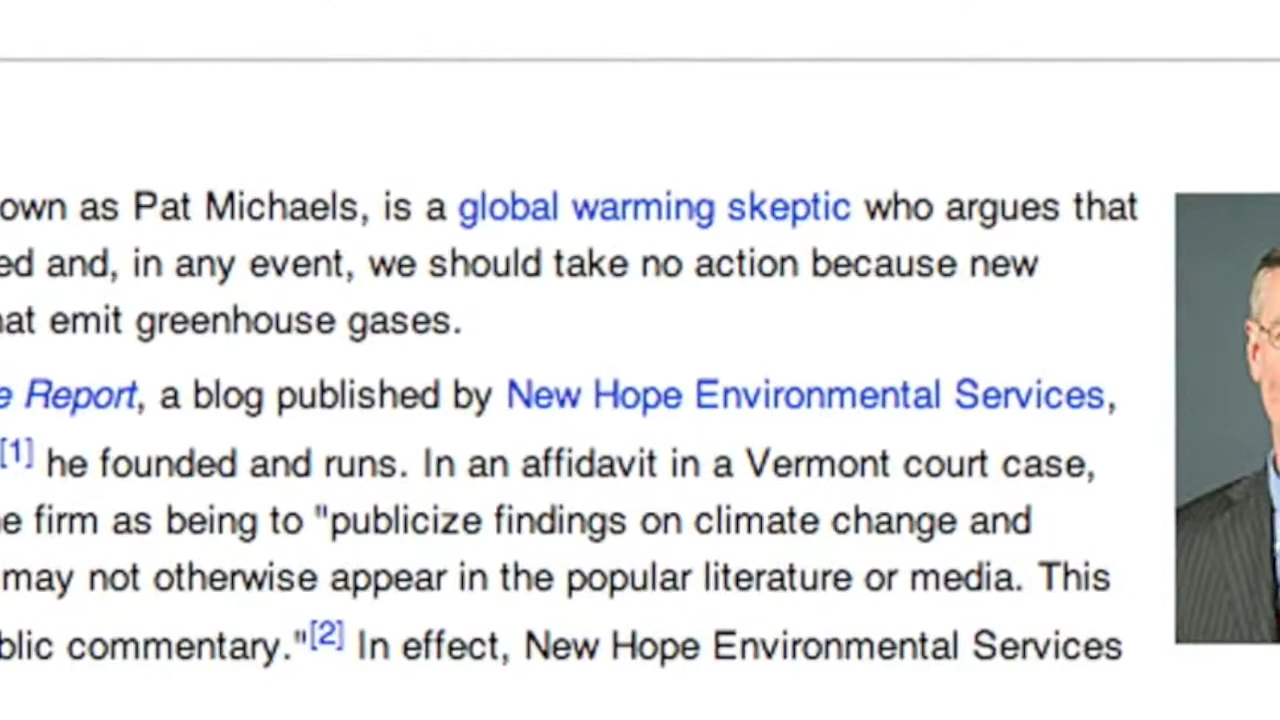 own as Pat Michaels, is a global warming skeptic who argues that
ed and, in any event, we should take no action because new
hat emit greenhouse gases.
e Report, a blog published by New Hope Environmental Services,
[1] he founded and runs. In an affidavit in a Vermont court case,
e firm as being to "publicize findings on climate change and
may not otherwise appear in the popular literature or media. This
blic commentary."[2] In effect, New Hope Environmental Services